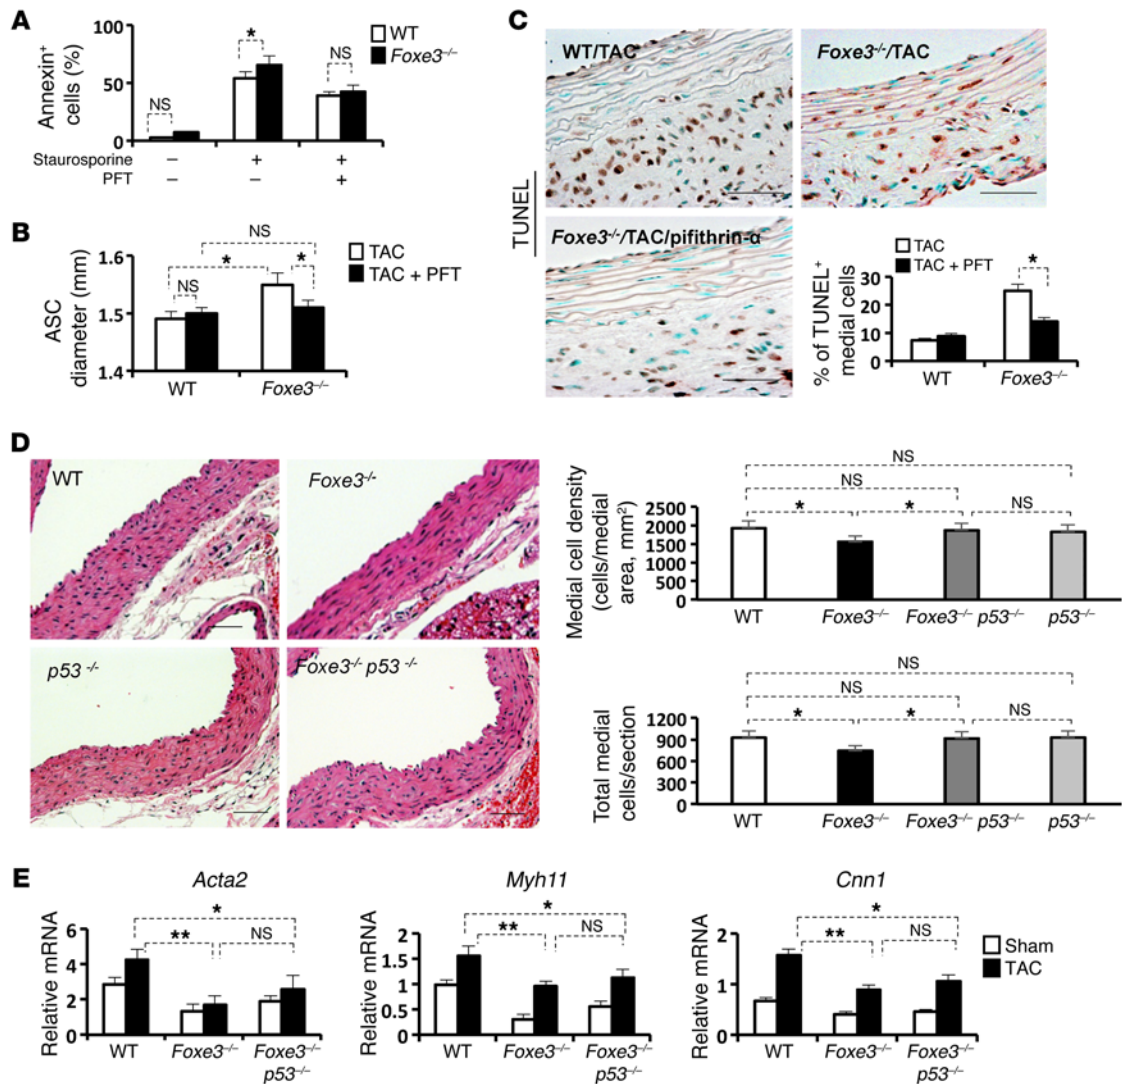 A
Annexin⁺
cells (%)
100
50
0
WT
Foxe3⁻/⁻
NS
*
NS
Staurosporine – + +
PFT – – +
B
ASC
diameter (mm)
1.6
1.5
1.4
NS
*
NS
*
TAC
TAC + PFT
WT Foxe3⁻/⁻
C
TUNEL
WT/TAC
Foxe3⁻/⁻/TAC
Foxe3⁻/⁻/TAC/pifithrin-α
TAC
TAC + PFT
*
% of TUNEL⁺
medial cells
30
20
10
0
WT Foxe3⁻/⁻
D
WT
Foxe3⁻/⁻
p53 ⁻/⁻
Foxe3⁻/⁻ p53 ⁻/⁻
Medial cell density
(cells/medial
area, mm²)
NS
NS
* * NS
2500
2000
1500
1000
500
0
WT Foxe3⁻/⁻ Foxe3⁻/⁻ p53⁻/⁻ p53⁻/⁻
Total medial
cells/section
NS
NS
* * NS
1200
900
600
300
0
WT Foxe3⁻/⁻ Foxe3⁻/⁻ p53⁻/⁻ p53⁻/⁻
E
Acta2
Relative mRNA
6
4
2
0
*
** NS
WT Foxe3⁻/⁻ Foxe3⁻/⁻
p53⁻/⁻
Myh11
Relative mRNA
2
1.5
1
0.5
0
*
** NS
WT Foxe3⁻/⁻ Foxe3⁻/⁻
p53⁻/⁻
Cnn1
Relative mRNA
2
1
0
*
** NS
WT Foxe3⁻/⁻ Foxe3⁻/⁻
p53⁻/⁻
Sham
TAC